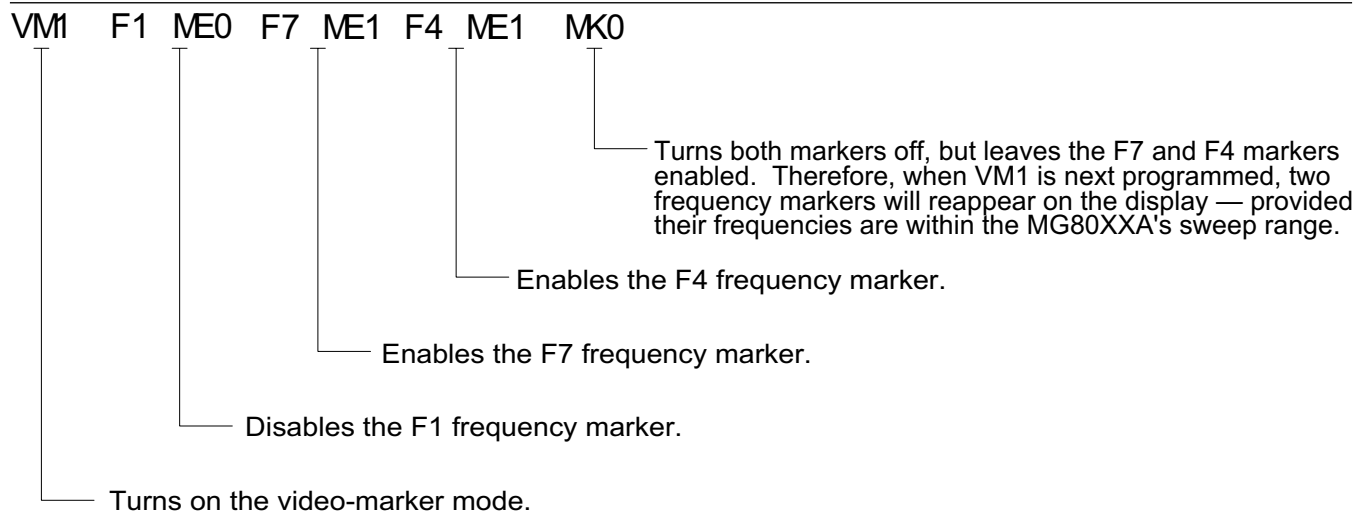 VM1 F1 ME0 F7 ME1 F4 ME1 MK0
Turns both markers off, but leaves the F7 and F4 markers
enabled. Therefore, when VM1 is next programmed, two
frequency markers will reappear on the display — provided
their frequencies are within the MG80XXA's sweep range.
Enables the F4 frequency marker.
Enables the F7 frequency marker.
Disables the F1 frequency marker.
Turns on the video-marker mode.